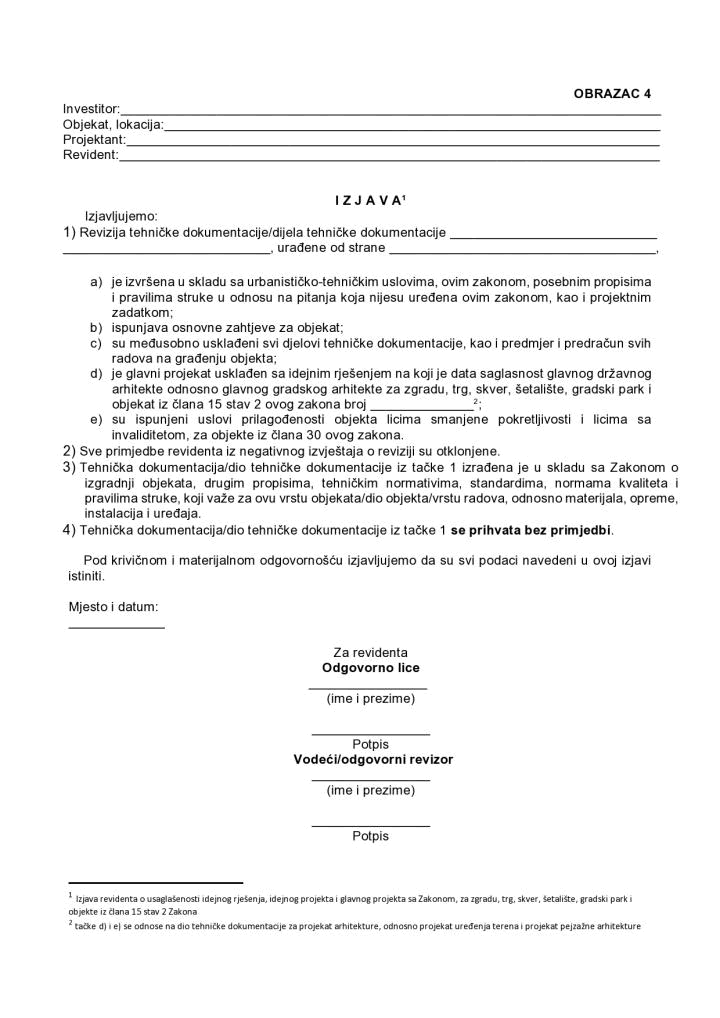 OBRAZAC 4
Investitor:
Objekat, lokacija:
Projektant:
Revident:
I Z J A V A1
Izjavljujemo:
1) Revizija tehničke dokumentacije/dijela tehničke dokumentacije
, urađene od strane ,
a) je izvršena u skladu sa urbanističko-tehničkim uslovima, ovim zakonom, posebnim propisima
i pravilima struke u odnosu na pitanja koja nijesu uređena ovim zakonom, kao i projektnim
zadatkom;
b) ispunjava osnovne zahtjeve za objekat;
c) su međusobno usklađeni svi djelovi tehničke dokumentacije, kao i predmjer i predračun svih
radova na građenju objekta;
d) je glavni projekat usklađen sa idejnim rješenjem na koji je data saglasnost glavnog državnog
arhitekte odnosno glavnog gradskog arhitekte za zgradu, trg, skver, šetalište, gradski park i
objekat iz člana 15 stav 2 ovog zakona broj 2;
e) su ispunjeni uslovi prilagođenosti objekta licima smanjene pokretljivosti i licima sa
invaliditetom, za objekte iz člana 30 ovog zakona.
2) Sve primjedbe revidenta iz negativnog izvještaja o reviziji su otklonjene.
3) Tehnička dokumentacija/dio tehničke dokumentacije iz tačke 1 izrađena je u skladu sa Zakonom o
izgradnji objekata, drugim propisima, tehničkim normativima, standardima, normama kvaliteta i
pravilima struke, koji važe za ovu vrstu objekata/dio objekta/vrstu radova, odnosno materijala, opreme,
instalacija i uređaja.
4) Tehnička dokumentacija/dio tehničke dokumentacije iz tačke 1 se prihvata bez primjedbi.
Pod krivičnom i materijalnom odgovornošću izjavljujemo da su svi podaci navedeni u ovoj izjavi
istiniti.
Mjesto i datum:
Za revidenta
Odgovorno lice
(ime i prezime)
Potpis
Vodeći/odgovorni revizor
(ime i prezime)
Potpis
1 Izjava revidenta o usaglašenosti idejnog rješenja, idejnog projekta i glavnog projekta sa Zakonom, za zgradu, trg, skver, šetalište, gradski park i
objekte iz člana 15 stav 2 Zakona
2 tačke d) i e) se odnose na dio tehničke dokumentacije za projekat arhitekture, odnosno projekat uređenja terena i projekat pejzažne arhitekture